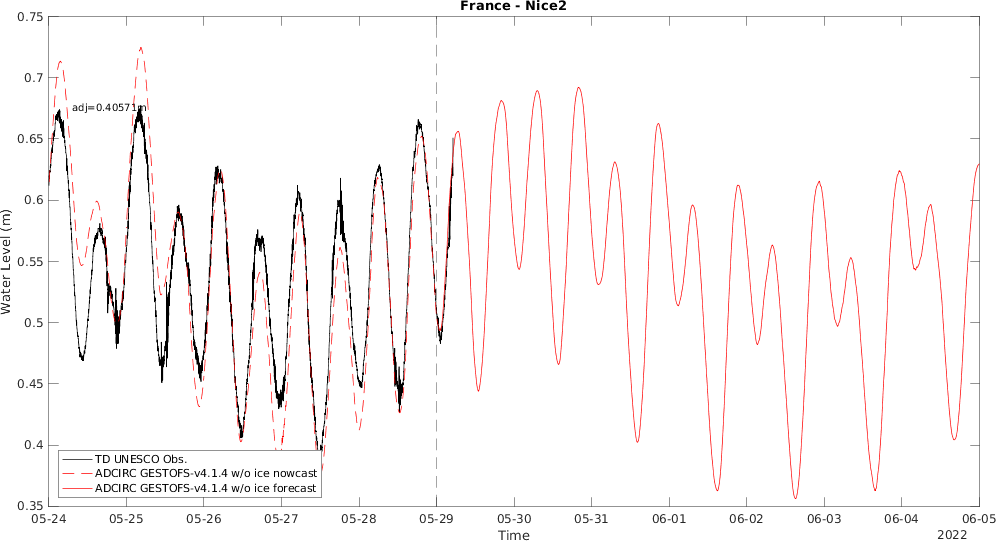 France - Nice2
0.75
0.7
0.65
0.6
0.55
0.5
0.45
0.4
0.35
Water Level (m)
adj=0.40571m
TD UNESCO Obs.
ADCIRC GESTOFS-v4.1.4 w/o ice nowcast
ADCIRC GESTOFS-v4.1.4 w/o ice forecast
05-24 05-25 05-26 05-27 05-28 05-29 05-30 05-31 06-01 06-02 06-03 06-04 06-05
Time
2022